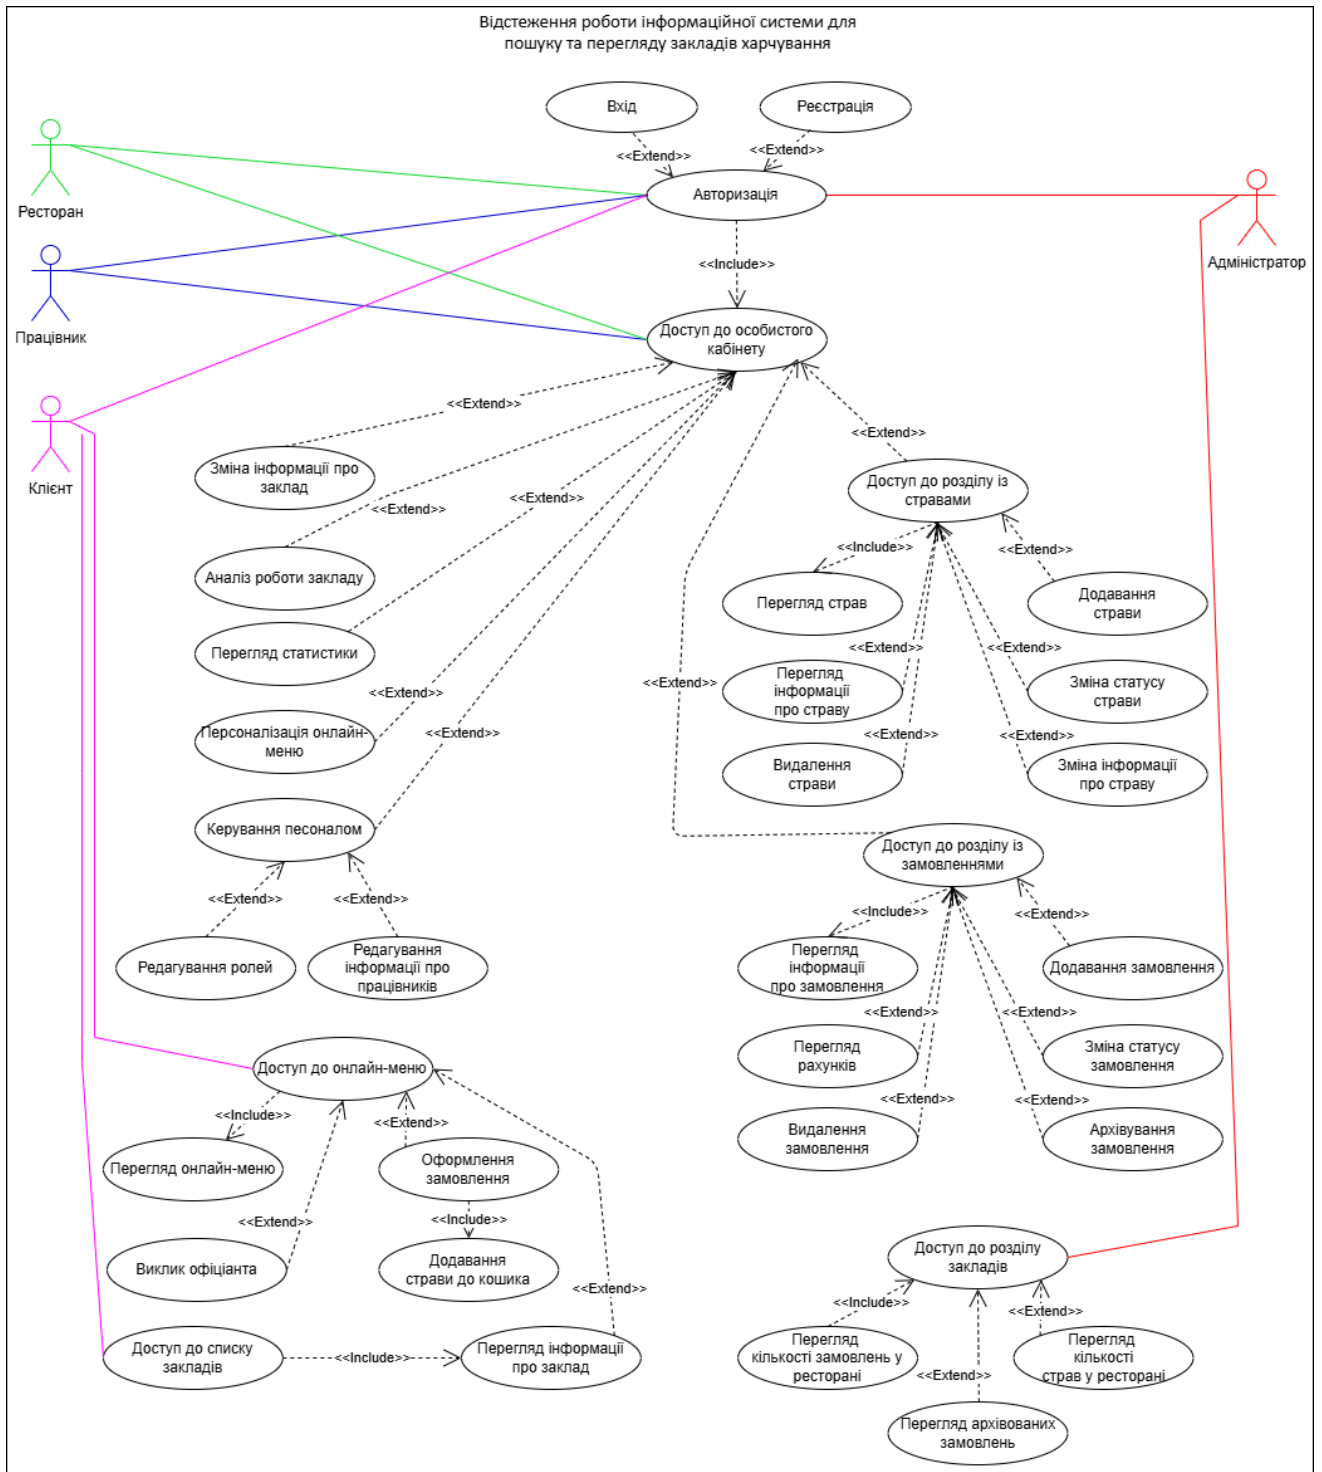 Відстеження роботи інформаційної системи для
пошуку та перегляду закладів харчування
Вхід
Реєстрація
<<Extend>>
<<Extend>>
Ресторан
Авторизація
Адміністратор
<<Include>>
Працівник
Доступ до особистого
кабінету
Клієнт
<<Extend>>
<<Extend>>
Зміна інформації про
заклад
Доступ до розділу із
стравами
<<Extend>>
<<Extend>>
<<Include>>
<<Extend>>
Аналіз роботи закладу
Перегляд страв
Додавання
страви
Перегляд статистики
<<Extend>>
<<Extend>>
<<Extend>>
Перегляд
інформації
про страву
Зміна статусу
страви
<<Extend>>
Персоналізація онлайн-
меню
<<Extend>>
<<Extend>>
<<Extend>>
Видалення
страви
Зміна інформації
про страву
Керування песоналом
Доступ до розділу із
замовленнями
<<Extend>>
<<Extend>>
<<Include>>
<<Extend>>
Редагування ролей
Редагування
інформації про
працівників
Перегляд
інформації
про замовлення
Додавання замовлення
<<Extend>>
<<Extend>>
Перегляд
рахунків
Зміна статусу
замовлення
Доступ до онлайн-меню
<<Extend>>
<<Extend>>
<<Include>>
<<Extend>>
Видалення
замовлення
Архівування
замовлення
Перегляд онлайн-меню
Оформлення
замовлення
<<Extend>>
<<Include>>
Виклик офіціанта
Додавання
страви до кошика
<<Extend>>
Доступ до розділу
закладів
<<Include>>
<<Extend>>
Доступ до списку
закладів
<<Include>>
Перегляд інформації
про заклад
Перегляд
кількості замовлень у
ресторані
Перегляд
кількості
страв у ресторані
<<Extend>>
Перегляд архівованих
замовлень